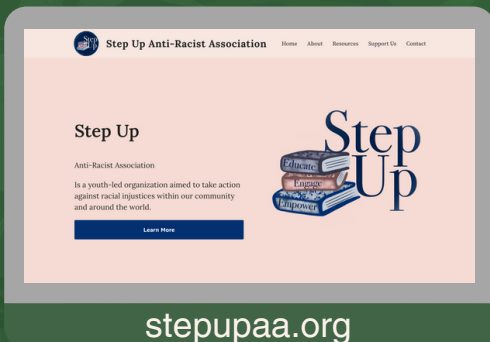 Step Up
Step Up Anti-Racist Association
Home About Resources Support Us Contact
Step Up
Anti-Racist Association
Is a youth-led organization aimed to take action
against racial injustices within our community
and around the world.
Learn More
Step
Up
Educate
Engage
Empower
stepupaa.org